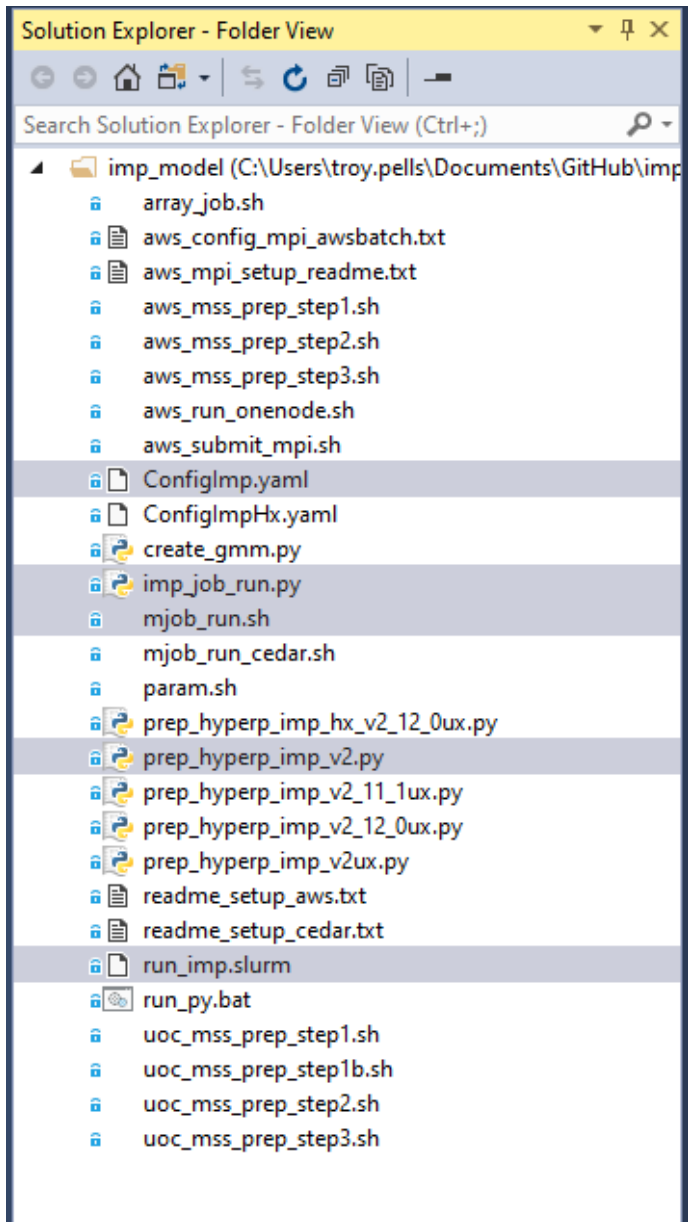 Solution Explorer - Folder View
Search Solution Explorer - Folder View (Ctrl+;)
imp_model (C:\Users\troy.pells\Documents\GitHub\imp
array_job.sh
aws_config_mpi_awsbatch.txt
aws_mpi_setup_readme.txt
aws_mss_prep_step1.sh
aws_mss_prep_step2.sh
aws_mss_prep_step3.sh
aws_run_onenode.sh
aws_submit_mpi.sh
ConfigImp.yaml
ConfigImpHx.yaml
create_gmm.py
imp_job_run.py
mjob_run.sh
mjob_run_cedar.sh
param.sh
prep_hyperp_imp_hx_v2_12_0ux.py
prep_hyperp_imp_v2.py
prep_hyperp_imp_v2_11_1ux.py
prep_hyperp_imp_v2_12_0ux.py
prep_hyperp_imp_v2ux.py
readme_setup_aws.txt
readme_setup_cedar.txt
run_imp.slurm
run_py.bat
uoc_mss_prep_step1.sh
uoc_mss_prep_step1b.sh
uoc_mss_prep_step2.sh
uoc_mss_prep_step3.sh